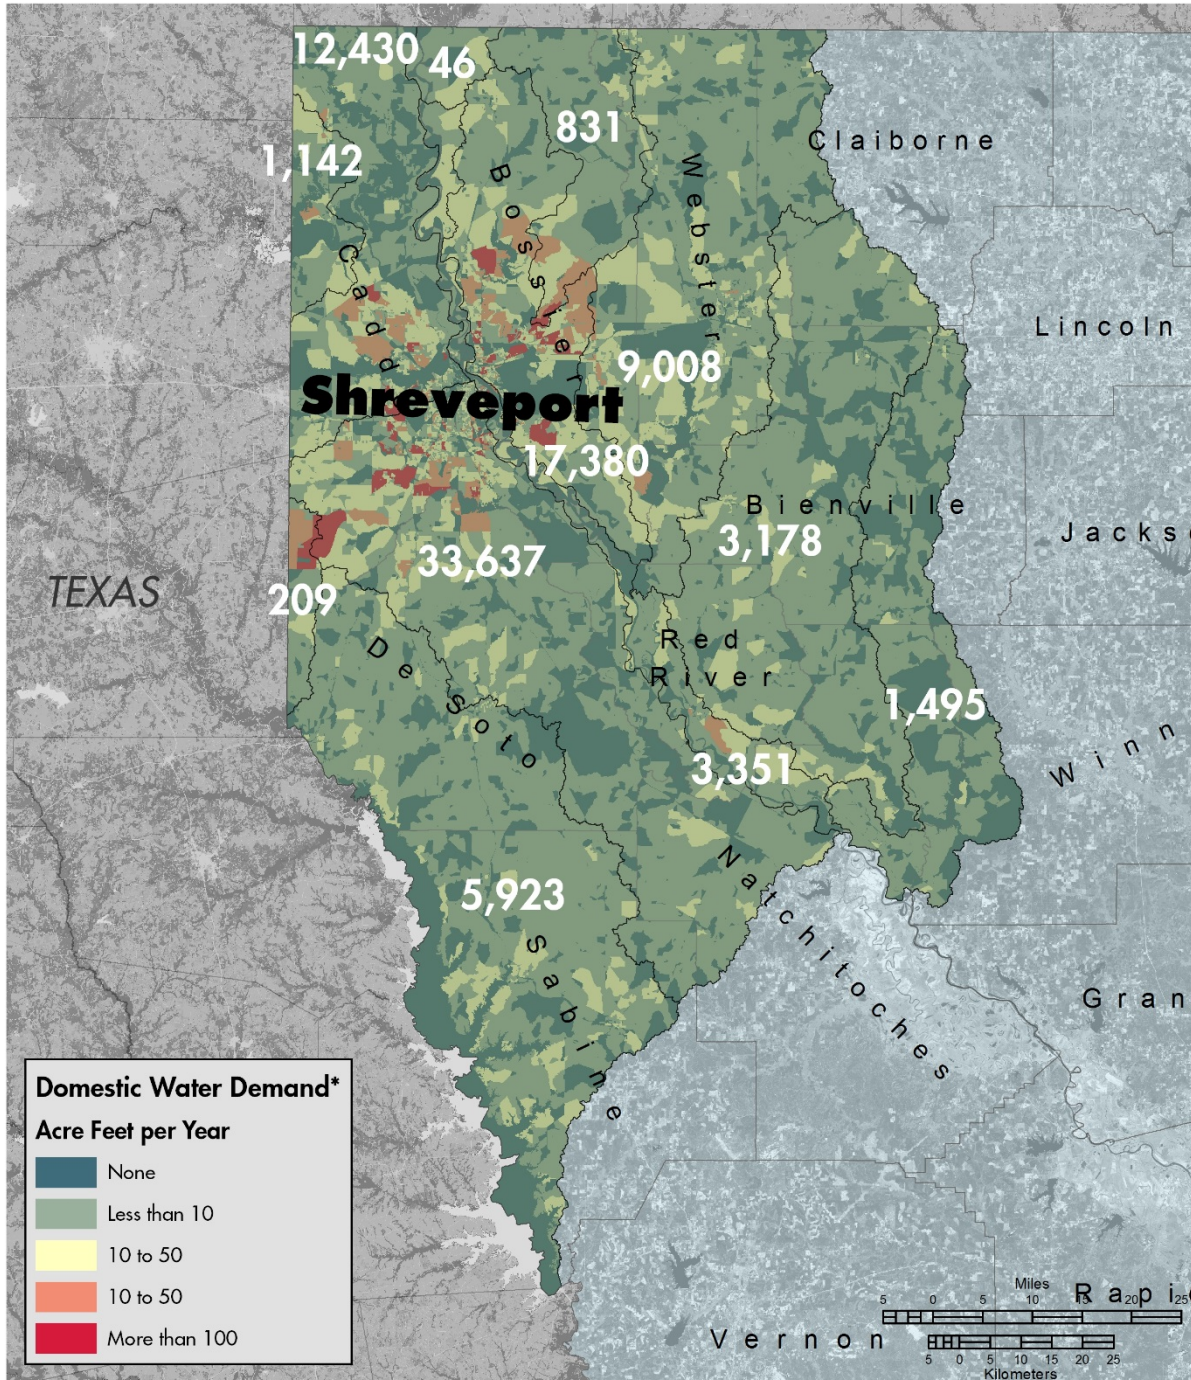 12,430
46
831
1,142
Claiborne
Bossier
Webster
Caddo
Lincoln
9,008
Shreveport
17,380
Bienville
3,178
Jacks
33,637
TEXAS
209
Red
River
De Soto
1,495
Winn
3,351
Natchitoches
5,923
Sabine
Gran
Domestic Water Demand*
Acre Feet per Year
None
Less than 10
10 to 50
10 to 50
More than 100
Miles
5 0 5 10 15 20 25
Rapi
Vernon
5 0 5 10 15 20 25
Kilometers